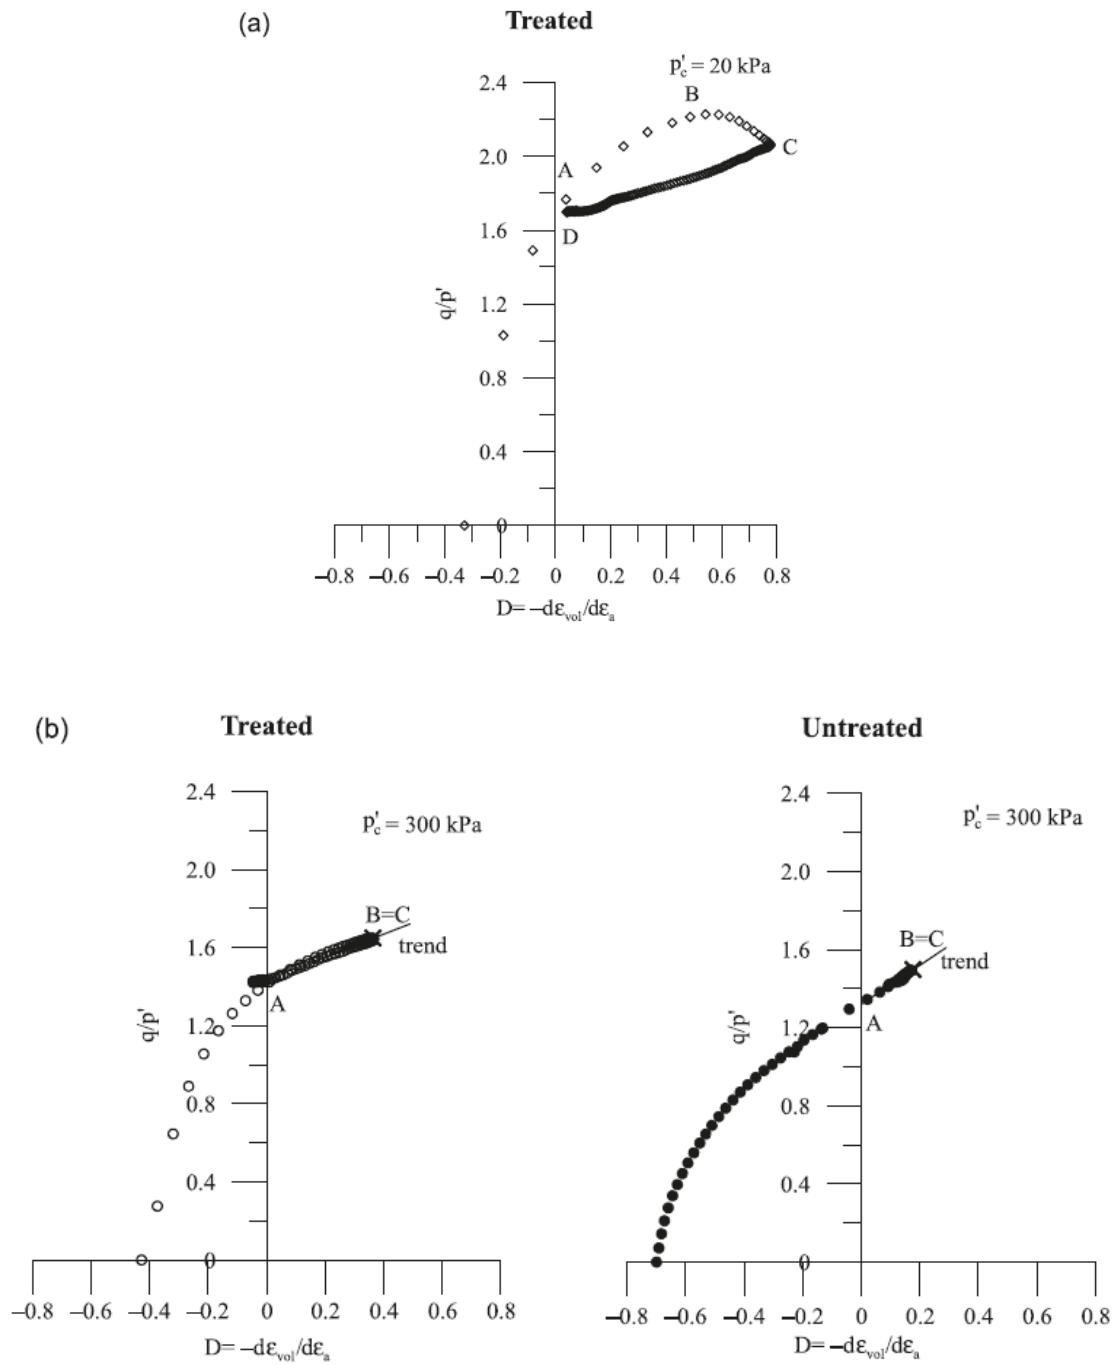 (a)
Treated
p'c = 20 kPa
2.4
B
2.0
C
A
1.6
D
q/p'
1.2
0.8
0.4
0
−0.8 −0.6 −0.4 −0.2 0 0.2 0.4 0.6 0.8
D= −dεvol/dεa
(b)
Treated
2.4
p'c = 300 kPa
2.0
B=C
trend
1.6
A
q/p'
1.2
0.8
0.4
0
−0.8 −0.6 −0.4 −0.2 0 0.2 0.4 0.6 0.8
D= −dεvol/dεa
Untreated
2.4
p'c = 300 kPa
2.0
B=C
trend
1.6
A
q/p'
1.2
0.8
0.4
0
−0.8 −0.6 −0.4 −0.2 0 0.2 0.4 0.6 0.8
D= −dεvol/dεa